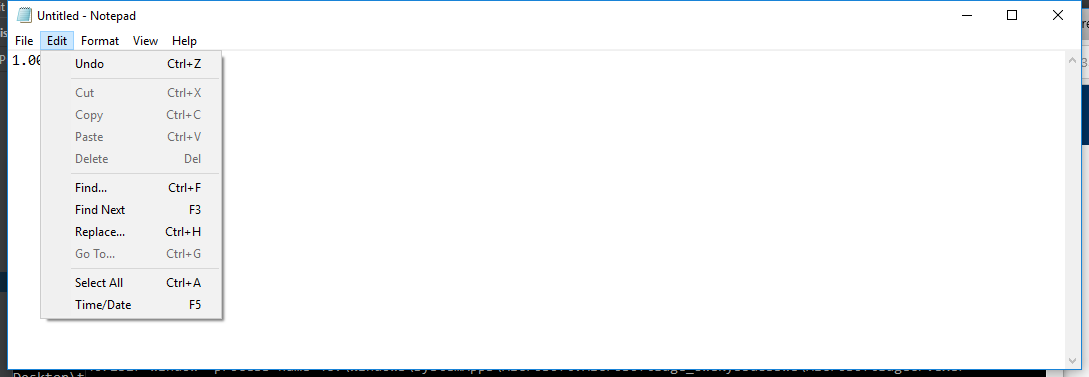 Untitled - Notepad
File Edit Format View Help
1.00
Undo Ctrl+Z
Cut Ctrl+X
Copy Ctrl+C
Paste Ctrl+V
Delete Del
Find... Ctrl+F
Find Next F3
Replace... Ctrl+H
Go To... Ctrl+G
Select All Ctrl+A
Time/Date F5